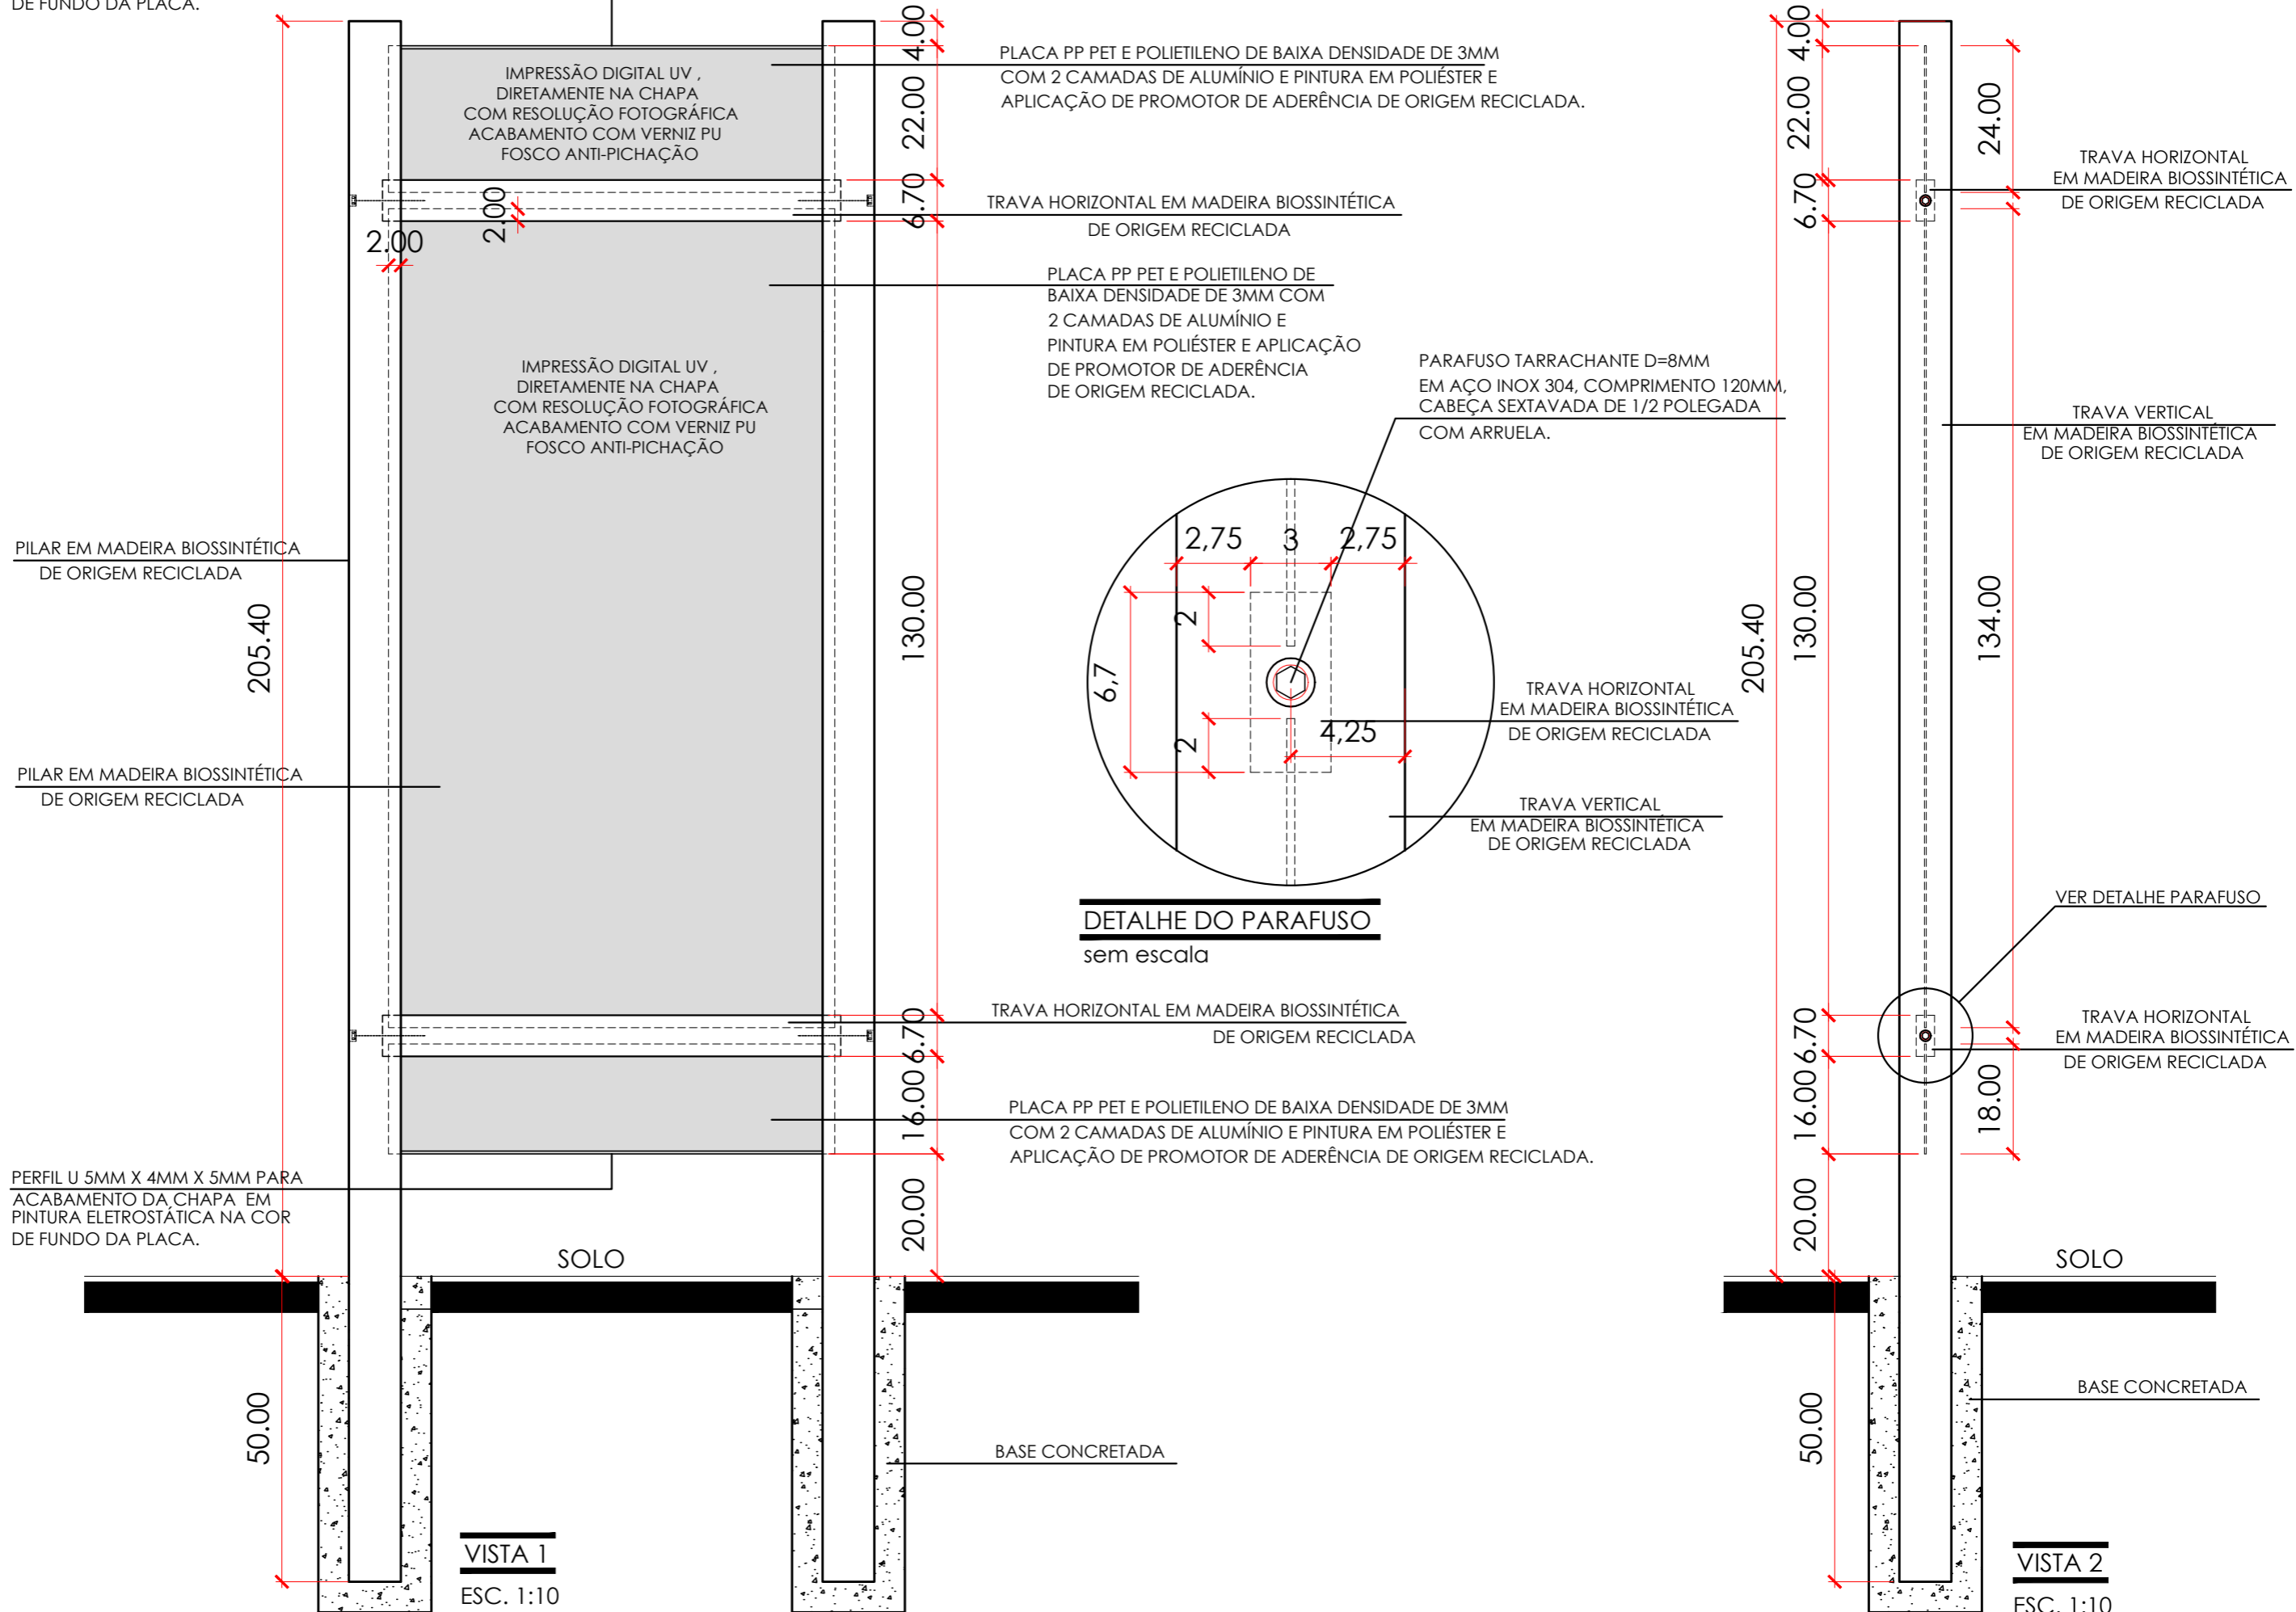 DE FUNDO DA PLACA.
IMPRESSÃO DIGITAL UV ,
DIRETAMENTE NA CHAPA
COM RESOLUÇÃO FOTOGRÁFICA
ACABAMENTO COM VERNIZ PU
FOSCO ANTI-PICHAÇÃO
2.00
2.00
IMPRESSÃO DIGITAL UV ,
DIRETAMENTE NA CHAPA
COM RESOLUÇÃO FOTOGRÁFICA
ACABAMENTO COM VERNIZ PU
FOSCO ANTI-PICHAÇÃO
PILAR EM MADEIRA BIOSSINTÉTICA
DE ORIGEM RECICLADA
205.40
PILAR EM MADEIRA BIOSSINTÉTICA
DE ORIGEM RECICLADA
PERFIL U 5MM X 4MM X 5MM PARA
ACABAMENTO DA CHAPA EM
PINTURA ELETROSTÁTICA NA COR
DE FUNDO DA PLACA.
SOLO
50.00
VISTA 1
ESC. 1:10
4.00
22.00
6.70
130.00
6.70
16.00
20.00
PLACA PP PET E POLIETILENO DE BAIXA DENSIDADE DE 3MM
COM 2 CAMADAS DE ALUMÍNIO E PINTURA EM POLIÉSTER E
APLICAÇÃO DE PROMOTOR DE ADERÊNCIA DE ORIGEM RECICLADA.
TRAVA HORIZONTAL EM MADEIRA BIOSSINTÉTICA
DE ORIGEM RECICLADA
PLACA PP PET E POLIETILENO DE
BAIXA DENSIDADE DE 3MM COM
2 CAMADAS DE ALUMÍNIO E
PINTURA EM POLIÉSTER E APLICAÇÃO
DE PROMOTOR DE ADERÊNCIA
DE ORIGEM RECICLADA.
PARAFUSO TARRACHANTE D=8MM
EM AÇO INOX 304, COMPRIMENTO 120MM,
CABEÇA SEXTAVADA DE 1/2 POLEGADA
COM ARRUELA.
2,75
3
2,75
2
6,7
2
4,25
TRAVA HORIZONTAL
EM MADEIRA BIOSSINTÉTICA
DE ORIGEM RECICLADA
TRAVA VERTICAL
EM MADEIRA BIOSSINTÉTICA
DE ORIGEM RECICLADA
DETALHE DO PARAFUSO
sem escala
TRAVA HORIZONTAL EM MADEIRA BIOSSINTÉTICA
DE ORIGEM RECICLADA
PLACA PP PET E POLIETILENO DE BAIXA DENSIDADE DE 3MM
COM 2 CAMADAS DE ALUMÍNIO E PINTURA EM POLIÉSTER E
APLICAÇÃO DE PROMOTOR DE ADERÊNCIA DE ORIGEM RECICLADA.
BASE CONCRETADA
205.40
4.00
22.00
6.70
130.00
6.70
16.00
20.00
50.00
24.00
134.00
18.00
TRAVA HORIZONTAL
EM MADEIRA BIOSSINTÉTICA
DE ORIGEM RECICLADA
TRAVA VERTICAL
EM MADEIRA BIOSSINTÉTICA
DE ORIGEM RECICLADA
VER DETALHE PARAFUSO
TRAVA HORIZONTAL
EM MADEIRA BIOSSINTÉTICA
DE ORIGEM RECICLADA
SOLO
BASE CONCRETADA
VISTA 2
ESC. 1:10